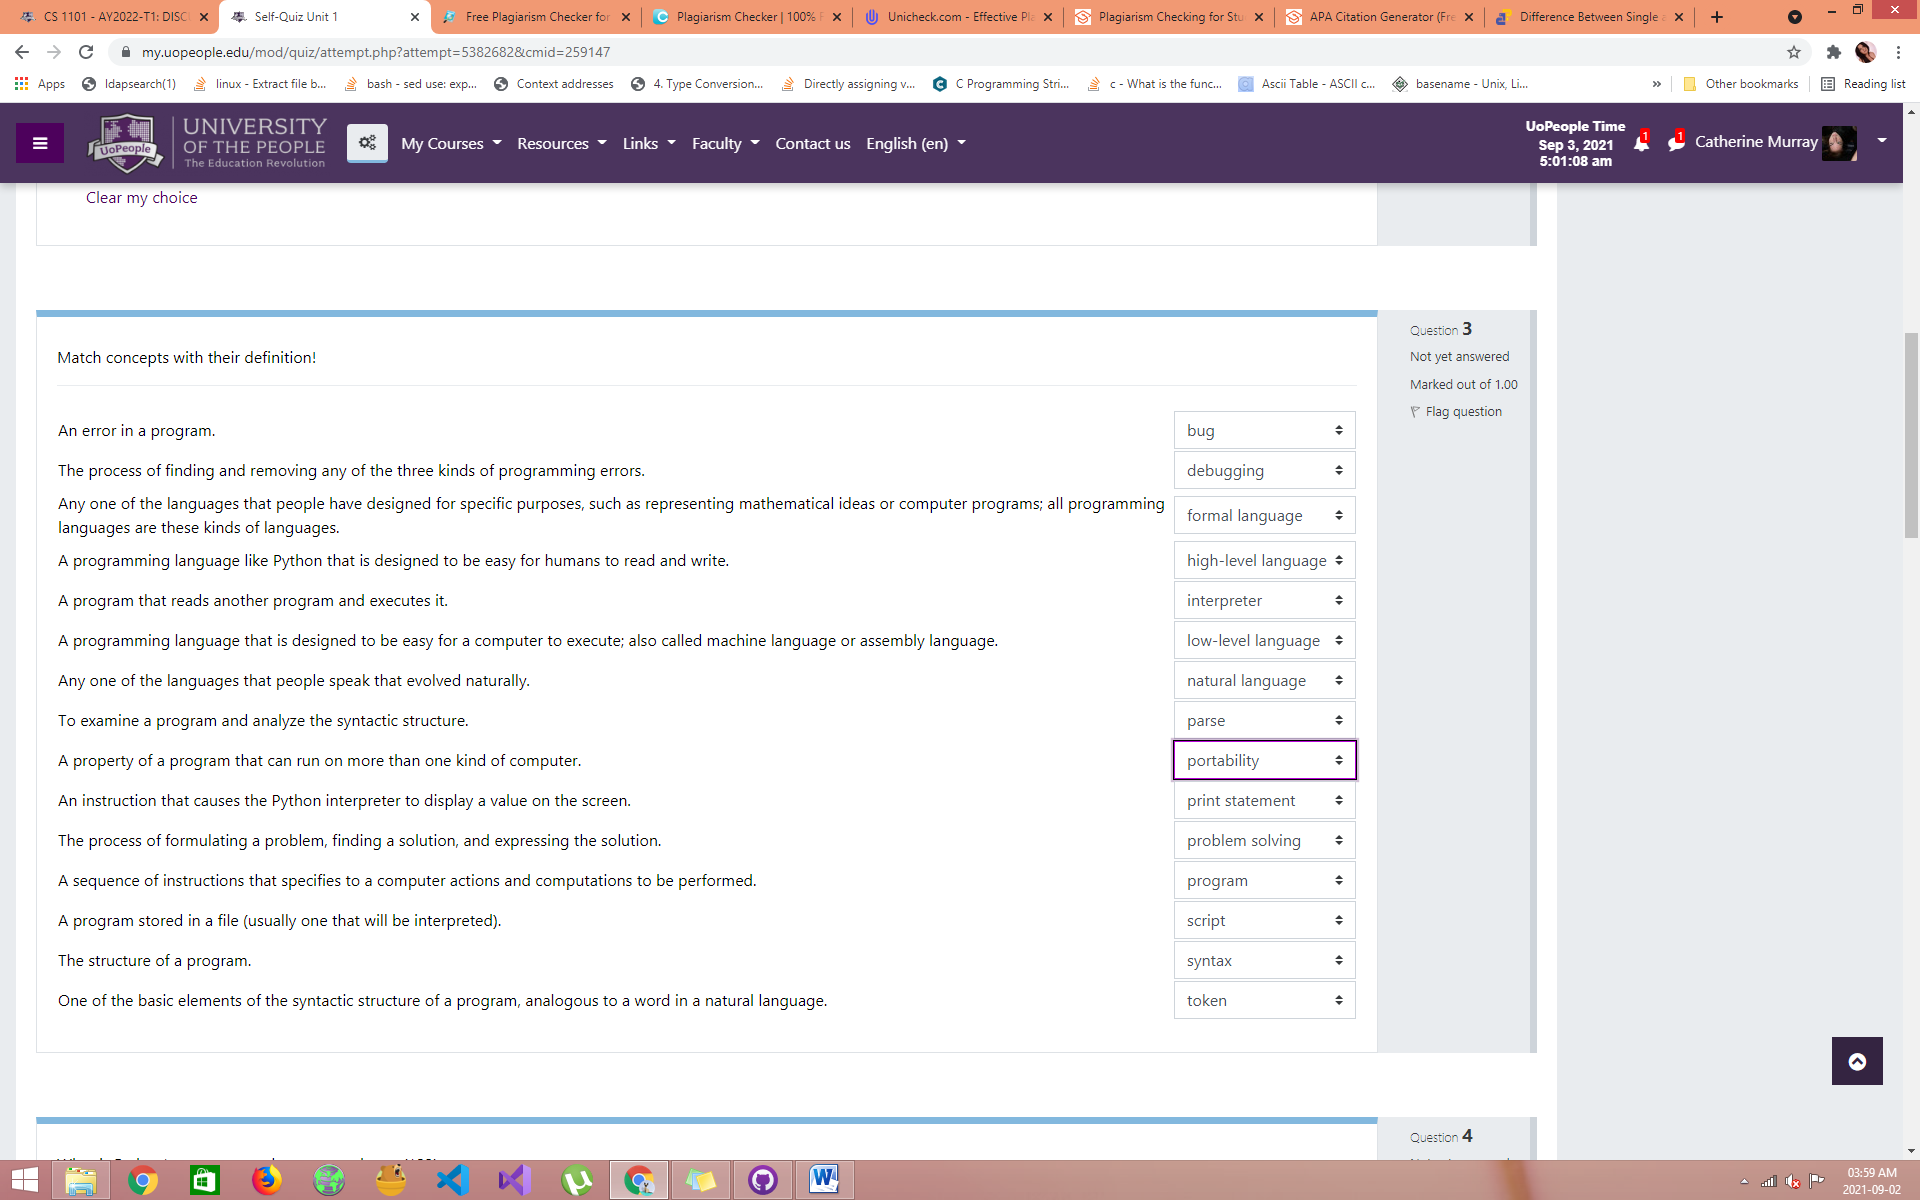 CS 1101 - AY2022-T1: DISC
Self-Quiz Unit 1
Free Plagiarism Checker for
Plagiarism Checker | 100% F
Unicheck.com - Effective Pla
Plagiarism Checking for Stu
APA Citation Generator (Fre
Difference Between Single a
my.uopeople.edu/mod/quiz/attempt.php?attempt=5382682&cmid=259147
Apps
ldapsearch(1)
linux - Extract file b...
bash - sed use: exp...
Context addresses
4. Type Conversion...
Directly assigning v...
C Programming Stri...
c - What is the func...
Ascii Table - ASCII c...
basename - Unix, Li...
»
Other bookmarks
Reading list
UoPeople
UNIVERSITY
OF THE PEOPLE
The Education Revolution
My Courses
Resources
Links
Faculty
Contact us
English (en)
UoPeople Time
Sep 3, 2021
5:01:08 am
1
1
Catherine Murray
Clear my choice
Question 3
Not yet answered
Marked out of 1.00
Flag question
Match concepts with their definition!
An error in a program.
bug
The process of finding and removing any of the three kinds of programming errors.
debugging
Any one of the languages that people have designed for specific purposes, such as representing mathematical ideas or computer programs; all programming
languages are these kinds of languages.
formal language
A programming language like Python that is designed to be easy for humans to read and write.
high-level language
A program that reads another program and executes it.
interpreter
A programming language that is designed to be easy for a computer to execute; also called machine language or assembly language.
low-level language
Any one of the languages that people speak that evolved naturally.
natural language
To examine a program and analyze the syntactic structure.
parse
A property of a program that can run on more than one kind of computer.
portability
An instruction that causes the Python interpreter to display a value on the screen.
print statement
The process of formulating a problem, finding a solution, and expressing the solution.
problem solving
A sequence of instructions that specifies to a computer actions and computations to be performed.
program
A program stored in a file (usually one that will be interpreted).
script
The structure of a program.
syntax
One of the basic elements of the syntactic structure of a program, analogous to a word in a natural language.
token
Question 4
03:59 AM
2021-09-02